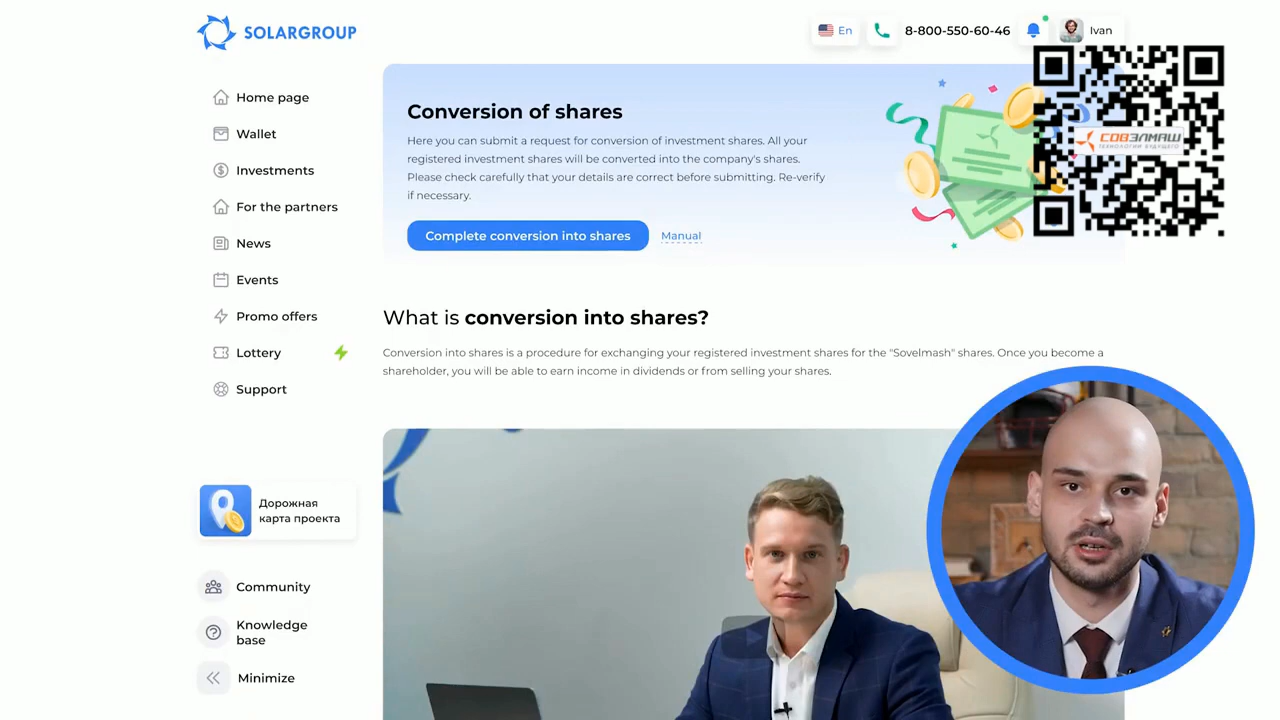 SOLARGROUP
En
8-800-550-60-46
Ivan
Home page
Wallet
Investments
For the partners
News
Events
Promo offers
Lottery
Support
Дорожная
карта проекта
Community
Knowledge
base
Minimize
Conversion of shares
Here you can submit a request for conversion of investment shares. All your
registered investment shares will be converted into the company's shares.
Please check carefully that your details are correct before submitting. Re-verify
if necessary.
Complete conversion into shares
Manual
СОВЭЛМАШ
ТЕХНОЛОГИИ БУДУЩЕГО
What is conversion into shares?
Conversion into shares is a procedure for exchanging your registered investment shares for the "Sovelmash" shares. Once you become a
shareholder, you will be able to earn income in dividends or from selling your shares.